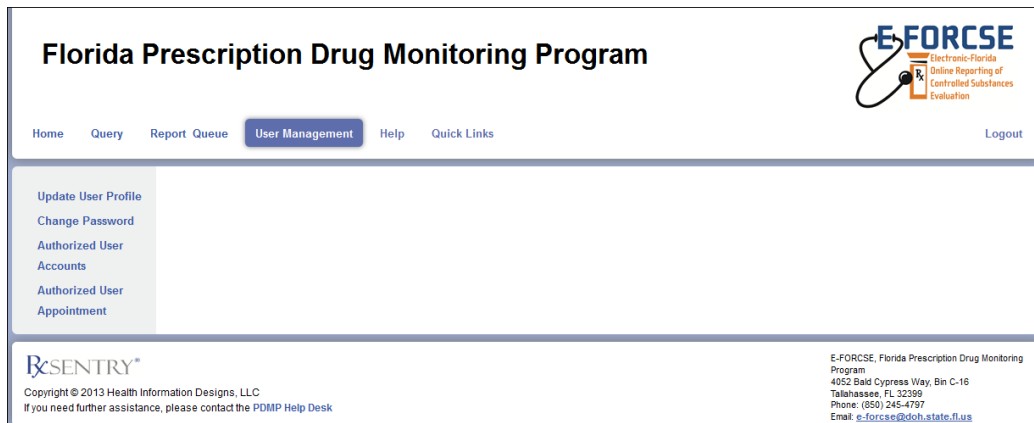 Florida Prescription Drug Monitoring Program
E-FORCSE
Electronic-Florida
Online Reporting of
Controlled Substances
Evaluation
Rx
Home Query Report Queue User Management Help Quick Links Logout
Update User Profile
Change Password
Authorized User
Accounts
Authorized User
Appointment
RxSENTRY®
Copyright © 2013 Health Information Designs, LLC
If you need further assistance, please contact the PDMP Help Desk
E-FORCSE, Florida Prescription Drug Monitoring
Program
4052 Bald Cypress Way, Bin C-16
Tallahassee, FL 32399
Phone: (850) 245-4797
Email: e-forcse@doh.state.fl.us